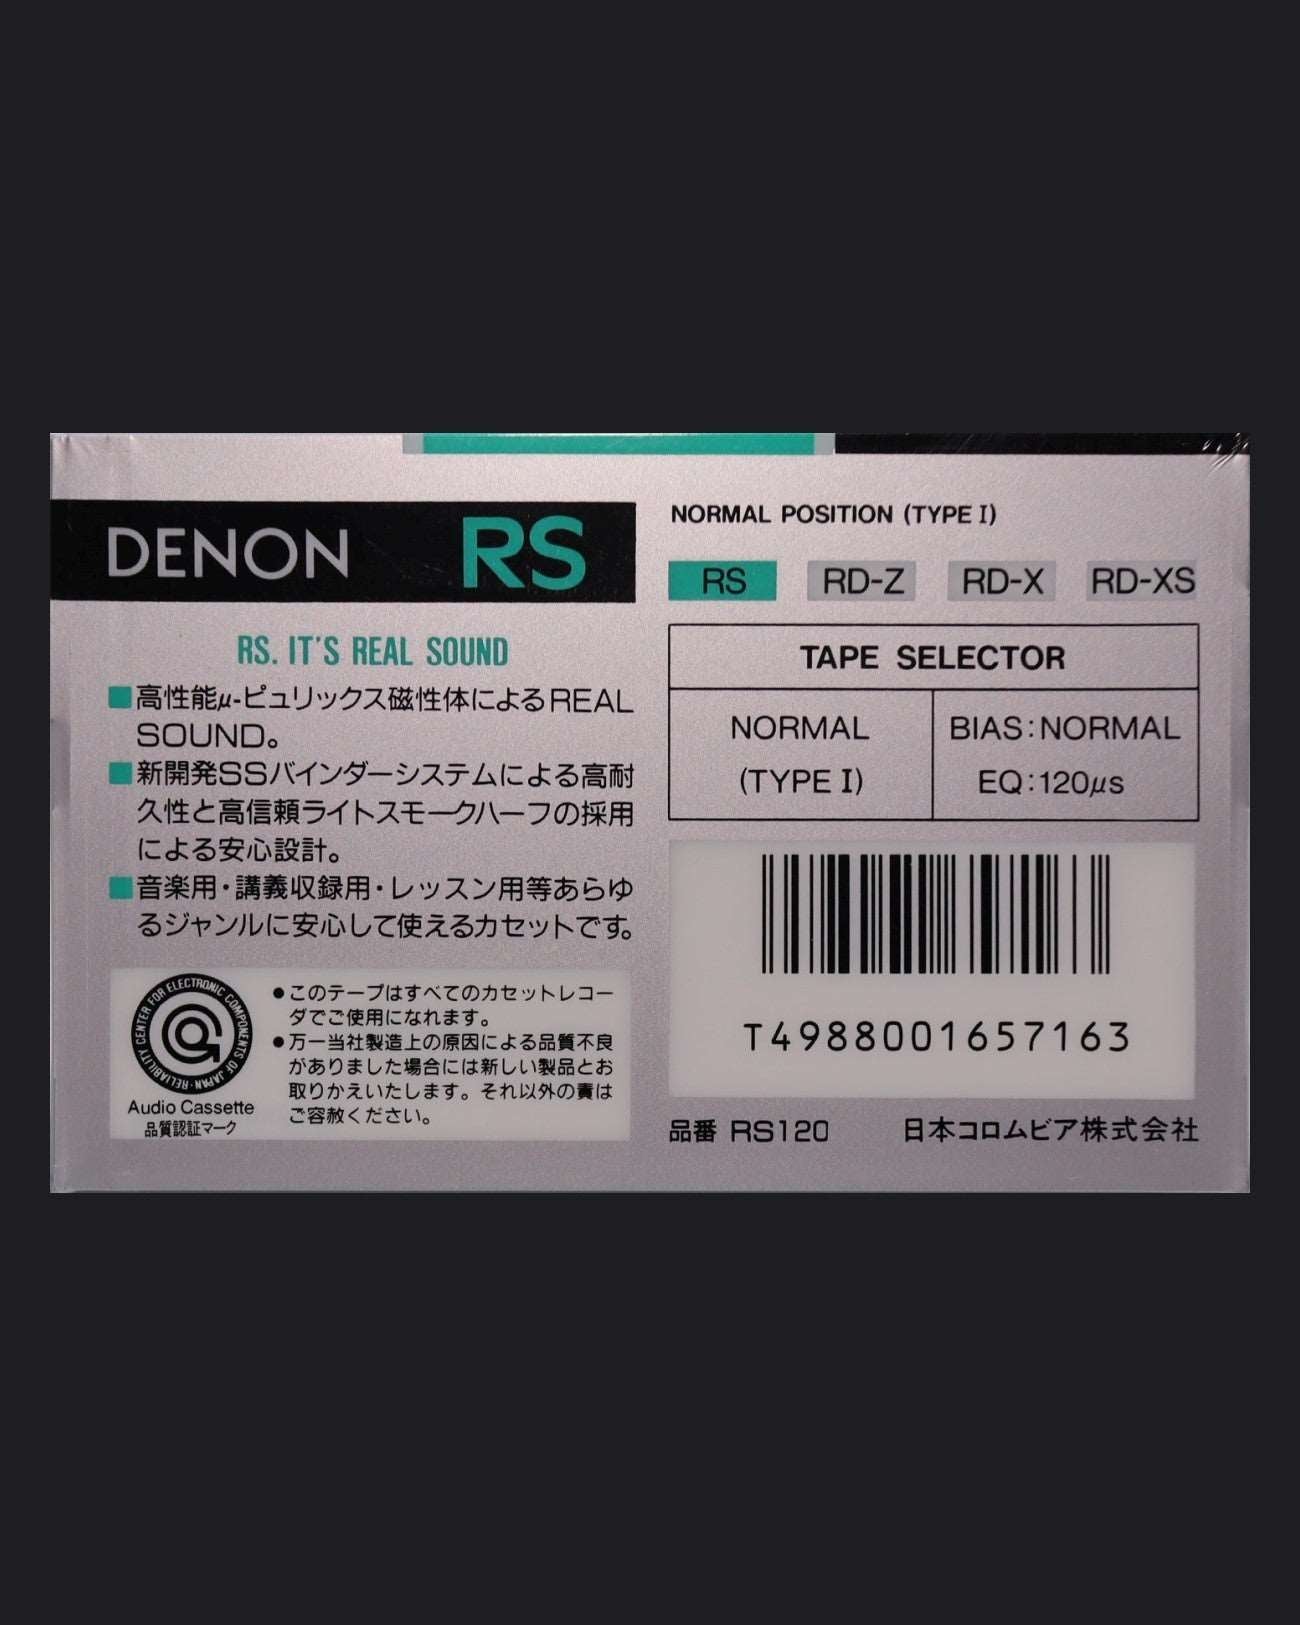 DENON RS
RS. IT'S REAL SOUND
■高性能μ-ピュリックス磁性体によるREAL
SOUND。
■新開発SSバインダーシステムによる高耐
久性と高信頼ライトスモークハーフの採用
による安心設計。
■音楽用・講義収録用・レッスン用等あらゆ
るジャンルに安心して使えるカセットです。
RELIABILITY CENTER FOR ELECTRONIC COMPONENTS OF JAPAN
Audio Cassette
品質認証マーク
●このテープはすべてのカセットレコー
ダでご使用になれます。
●万一当社製造上の原因による品質不良
がありました場合には新しい製品とお
取りかえいたします。それ以外の責は
ご容赦ください。
NORMAL POSITION (TYPE I)
RS RD-Z RD-X RD-XS
TAPE SELECTOR
NORMAL
(TYPE I)
BIAS:NORMAL
EQ:120μs
T4988001657163
品番 RS120 日本コロムビア株式会社